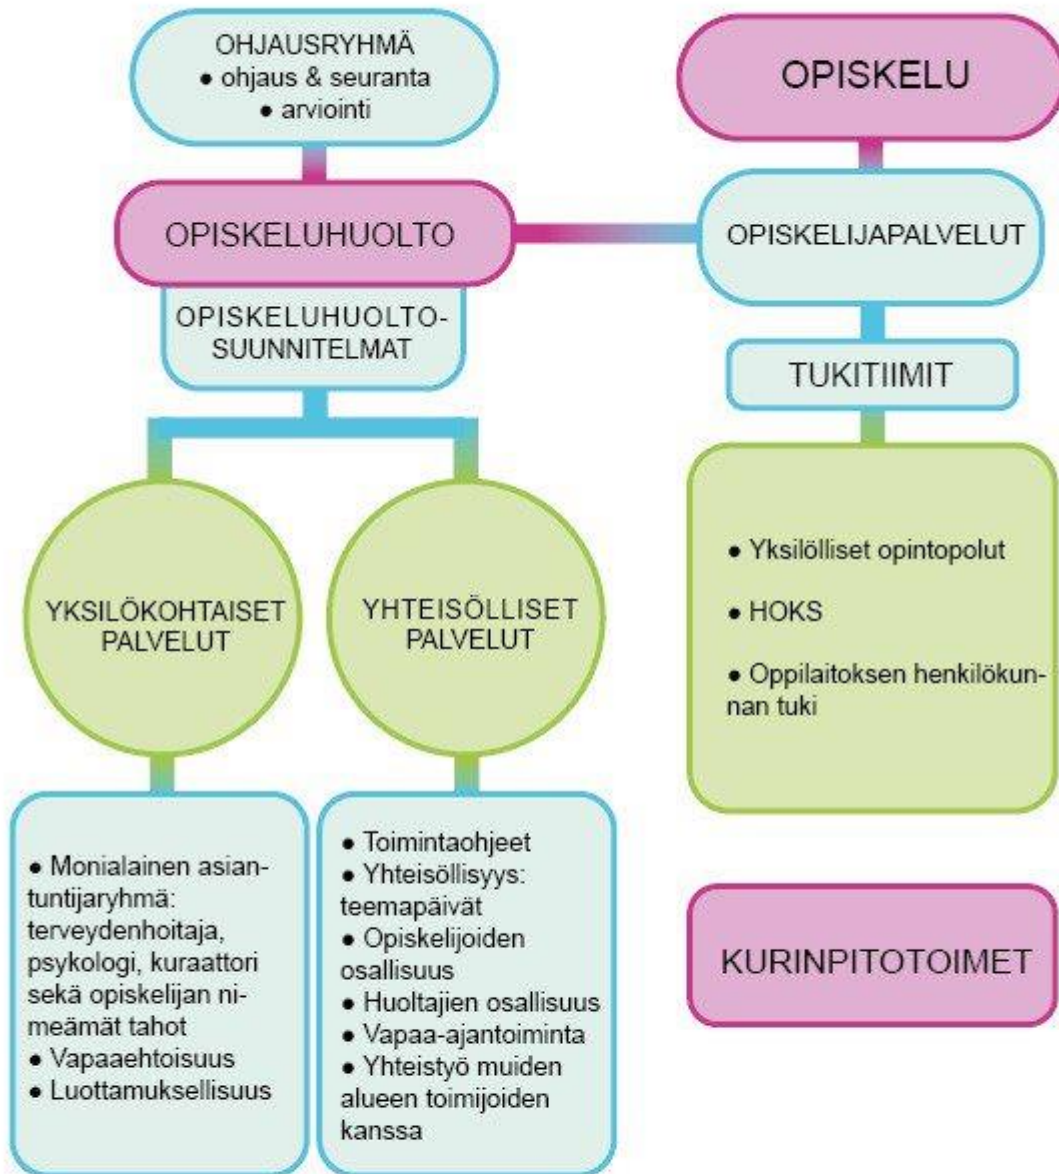 OHJAUSRYHMÄ
● ohjaus & seuranta
● arviointi
OPISKELUHUOLTO
OPISKELUHUOLTO-
SUUNNITELMAT
YKSILÖKOHTAISET
PALVELUT
● Monialainen asian-
tuntijaryhmä:
terveydenhoitaja,
psykologi, kuraattori
sekä opiskelijan ni-
meämät tahot
● Vapaaehtoisuus
● Luottamuksellisuus
YHTEISÖLLISET
PALVELUT
● Toimintaohjeet
● Yhteisöllisyys:
teemapäivät
● Opiskelijoiden
osallisuus
● Huoltajien osallisuus
● Vapaa-ajantoiminta
● Yhteistyö muiden
alueen toimijoiden
kanssa
OPISKELU
OPISKELIJAPALVELUT
TUKITIIMIT
● Yksilölliset opintopolut
● HOKS
● Oppilaitoksen henkilökun-
nan tuki
KURINPITOTOIMET